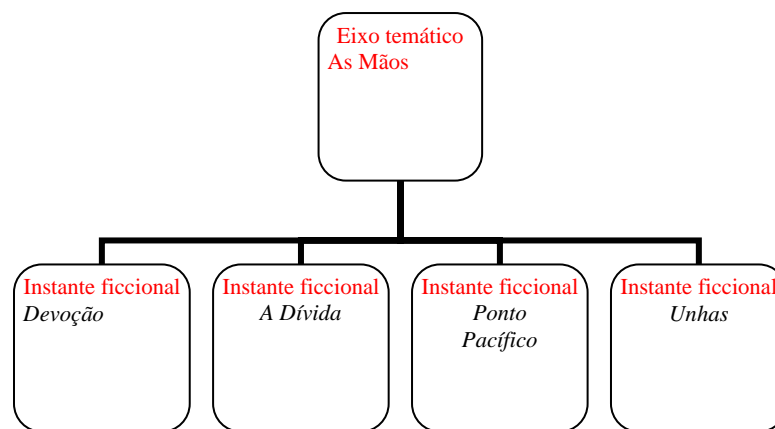 Eixo temático
As Mãos
Instante ficcional
Devoção
Instante ficcional
A Dívida
Instante ficcional
Ponto
Pacífico
Instante ficcional
Unhas